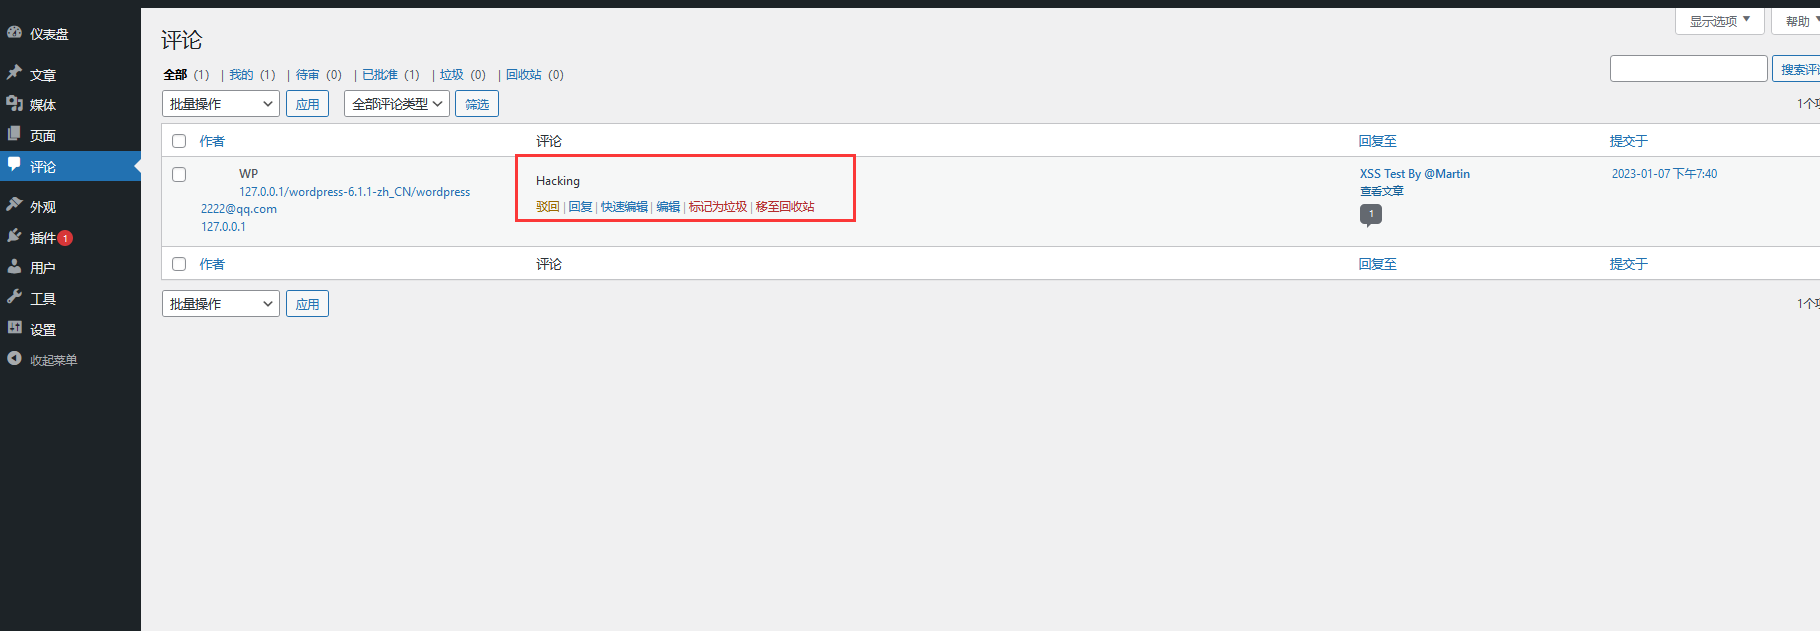 显示选项 帮助
仪表盘
文章
媒体
页面
评论
外观
插件 1
用户
工具
设置
收起菜单
评论
全部 (1) | 我的 (1) | 待审 (0) | 已批准 (1) | 垃圾 (0) | 回收站 (0)
搜索评
批量操作 应用 全部评论类型 筛选
1个
作者 评论 回复至 提交于
WP
127.0.0.1/wordpress-6.1.1-zh_CN/wordpress
2222@qq.com
127.0.0.1
Hacking
驳回 | 回复 | 快速编辑 | 编辑 | 标记为垃圾 | 移至回收站
XSS Test By @Martin
查看文章
1
2023-01-07 下午7:40
作者 评论 回复至 提交于
批量操作 应用
1个